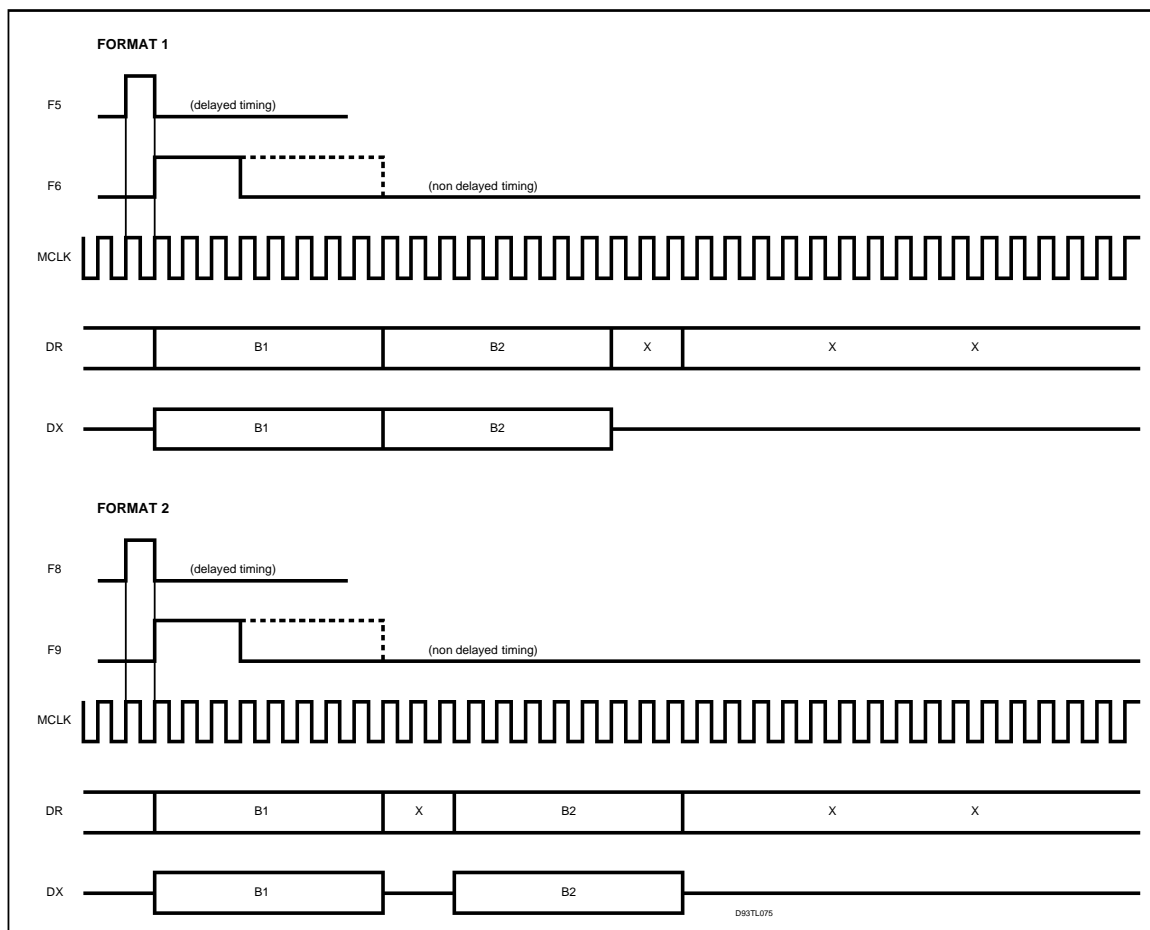 FORMAT 1
F5 (delayed timing)
F6 (non delayed timing)
MCLK
DR B1 B2 X X X
DX B1 B2
FORMAT 2
F8 (delayed timing)
F9 (non delayed timing)
MCLK
DR B1 X B2 X X
DX B1 B2
D93TL075